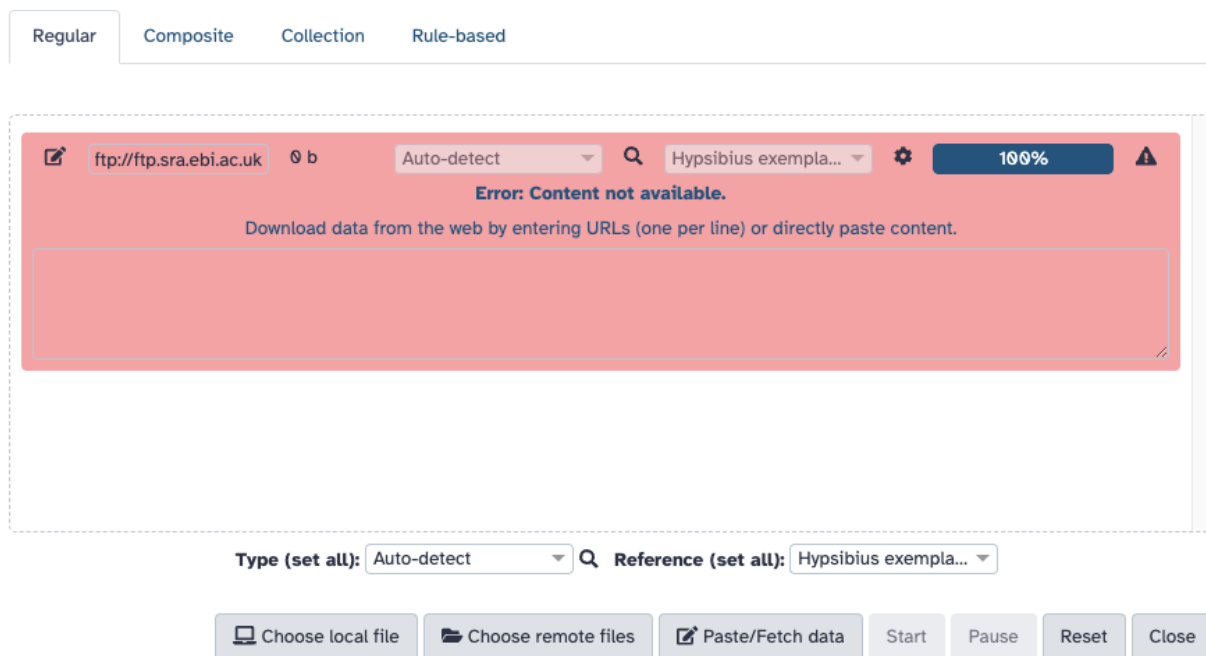 Regular Composite Collection Rule-based
ftp://ftp.sra.ebi.ac.uk 0 b Auto-detect Hypsibius exempla... 100%
Error: Content not available.
Download data from the web by entering URLs (one per line) or directly paste content.
Type (set all): Auto-detect Reference (set all): Hypsibius exempla...
Choose local file Choose remote files Paste/Fetch data Start Pause Reset Close